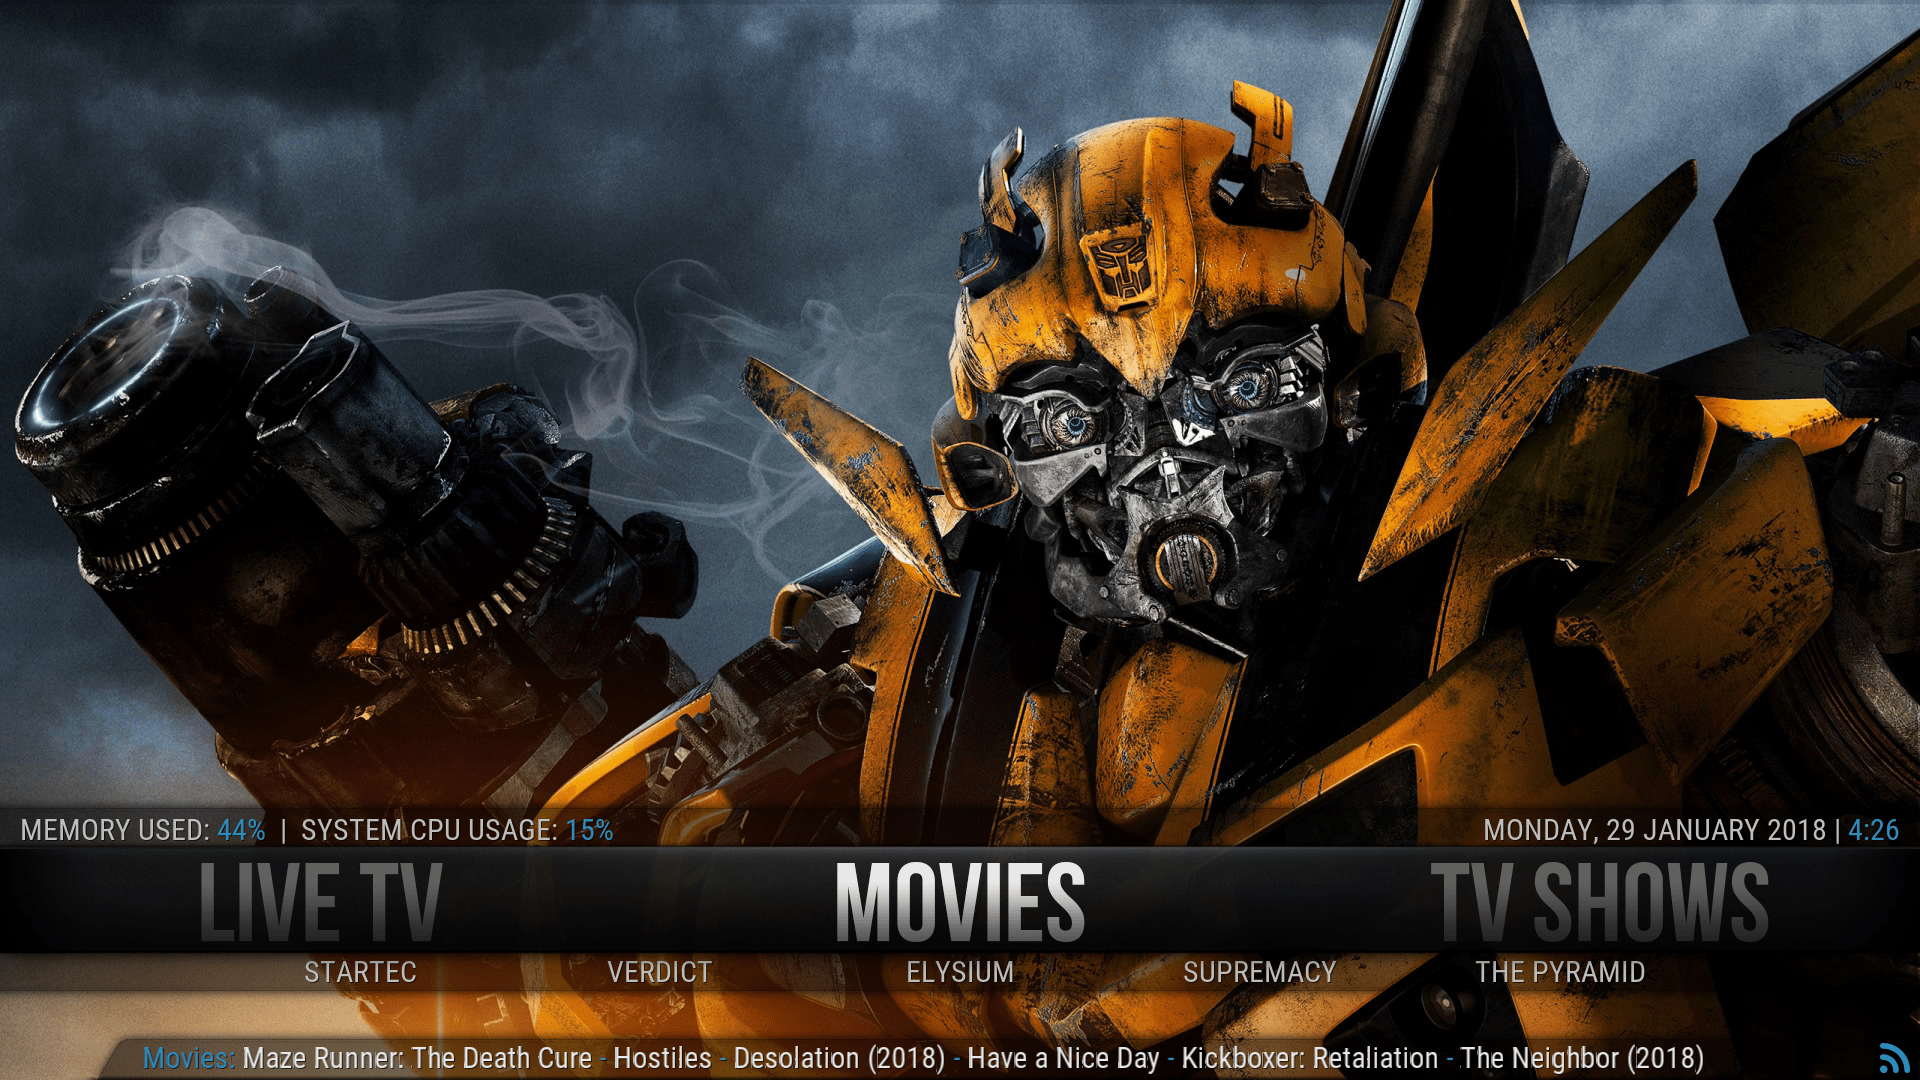 MEMORY USED: 44% | SYSTEM CPU USAGE: 15%
MONDAY, 29 JANUARY 2018 | 4:26
LIVE TV
MOVIES
TV SHOWS
STARTEC
VERDICT
ELYSIUM
SUPREMACY
THE PYRAMID
Movies: Maze Runner: The Death Cure - Hostiles - Desolation (2018) - Have a Nice Day - Kickboxer: Retaliation - The Neighbor (2018)